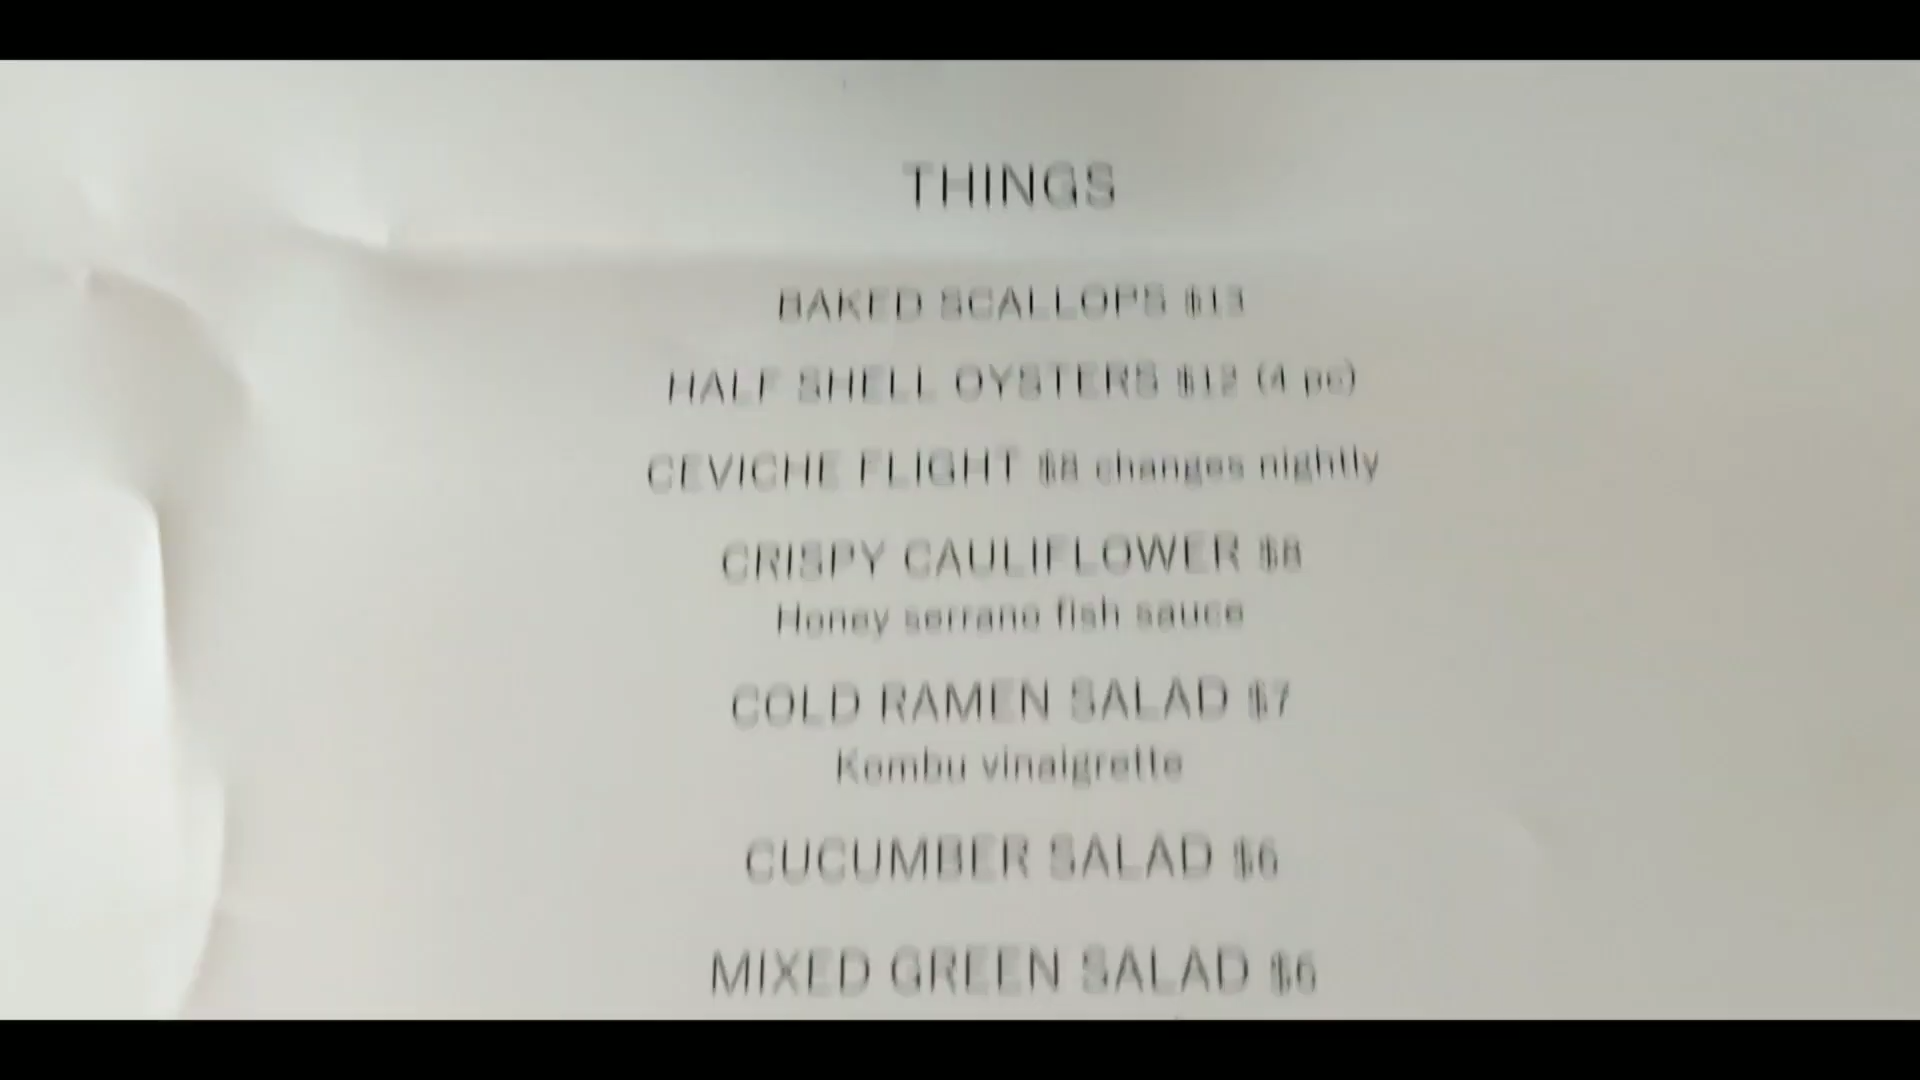 THINGS
BAKED SCALLOPS $13
HALF SHELL OYSTERS $12 (4 pc)
CEVICHE FLIGHT $8 changes nightly
CRISPY CAULIFLOWER $8
Honey serrano fish sauce
COLD RAMEN SALAD $7
Kombu vinaigrette
CUCUMBER SALAD $6
MIXED GREEN SALAD $6